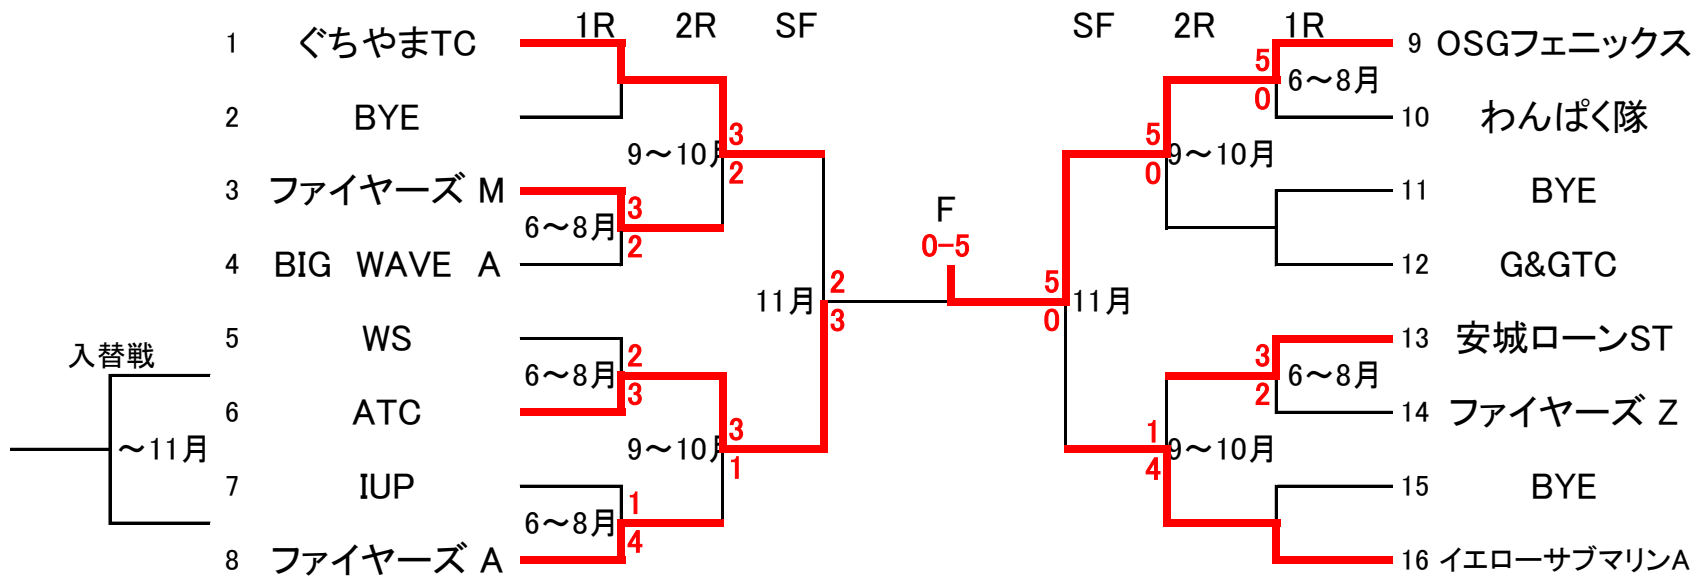 1R 2R SF SF 2R 1R
1 ぐちやまTC 9 OSGフェニックス
5
6～8月
0
2 BYE 10 わんぱく隊
3 5
9～10月 9～10月
2 0
3 ファイヤーズ M 11 BYE
3 F
6～8月
2 0-5
4 BIG WAVE A 12 G&GTC
2 5
11月 11月
3 0
5 WS 13 安城ローンST
入替戦 2 3
6～8月 6～8月
3 2
6 ATC 14 ファイヤーズ Z
3 1
～11月 9～10月 9～10月
1 4
7 IUP 15 BYE
1
6～8月
4
8 ファイヤーズ A 16 イエローサブマリンA